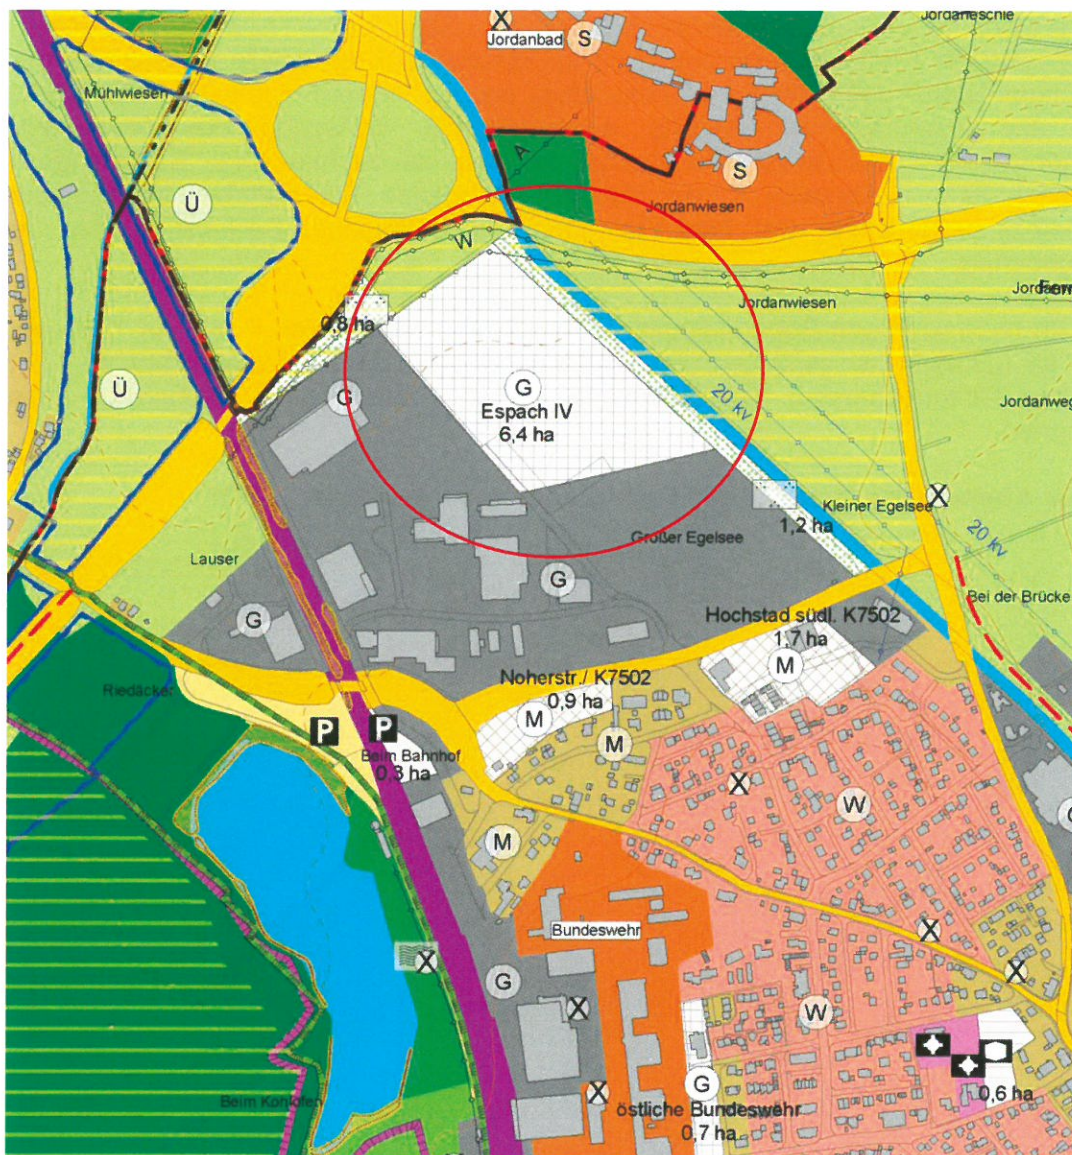 Jordaneschle
X
Jordanbad
S
Mühlwiesen
A
S
Ü
Jordanwiesen
W
Jordanwiesen
0,8 ha
Ü
G
G
Espach IV
6,4 ha
20 kv
Jordanweg
X
Kleiner Egelsee
1,2 ha
20 kv
Großer Egelsee
Lauser
G
G
Bei der Brücke
Hochstad südl. K7502
1,7 ha
M
Riedäcker
Noherstr./ K7502
0,9 ha
M
M
P
P
Beim Bahnhof
0,3 ha
X
W
G
M
Bundeswehr
X
X
X
G
X
W
X
G
östliche Bundeswehr
0,7 ha
0,6 ha